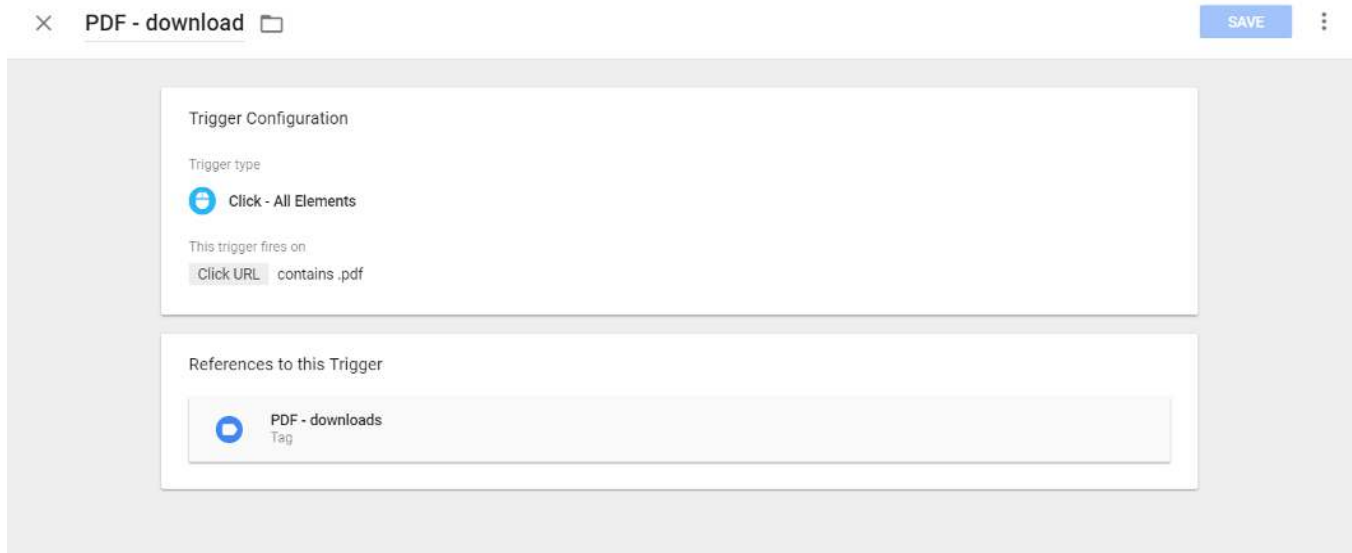 PDF - download
SAVE
Trigger Configuration
Trigger type
Click - All Elements
This trigger fires on
Click URL contains .pdf
References to this Trigger
PDF - downloads
Tag